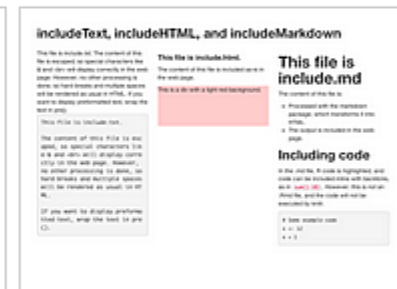 includeText, includeHTML, and includeMarkdown
This file is include.txt. The content of this
file is escaped, so special characters like
& and <br> will display correctly in the web
page. However, no other processing is
done, so hard breaks and multiple spaces
will be rendered as usual in HTML. If you
want to display preformatted text, wrap the
text in pre().
This file is include.txt.
The content of this file is esc
aped, so special characters lik
e & and <br> will display corre
ctly in the web page. However,
no other processing is done, so
hard breaks and multiple spaces
will be rendered as usual in HT
ML.
If you want to display preforma
tted text, wrap the text in pre
().
This file is include.html.
The content of this file is included as-is in
the web page.
This is a div with a light red background.
This file is
include.md
The content of this file is:
Processed with the markdown
package, which transforms it into
HTML.
The output is included in the web
page.
Including code
In the .md file, R code is highlighted, and
code can be included inline with backticks,
as in However, this is not an
.Rmd file, and the code will not be
executed by knitr.
# Some example code